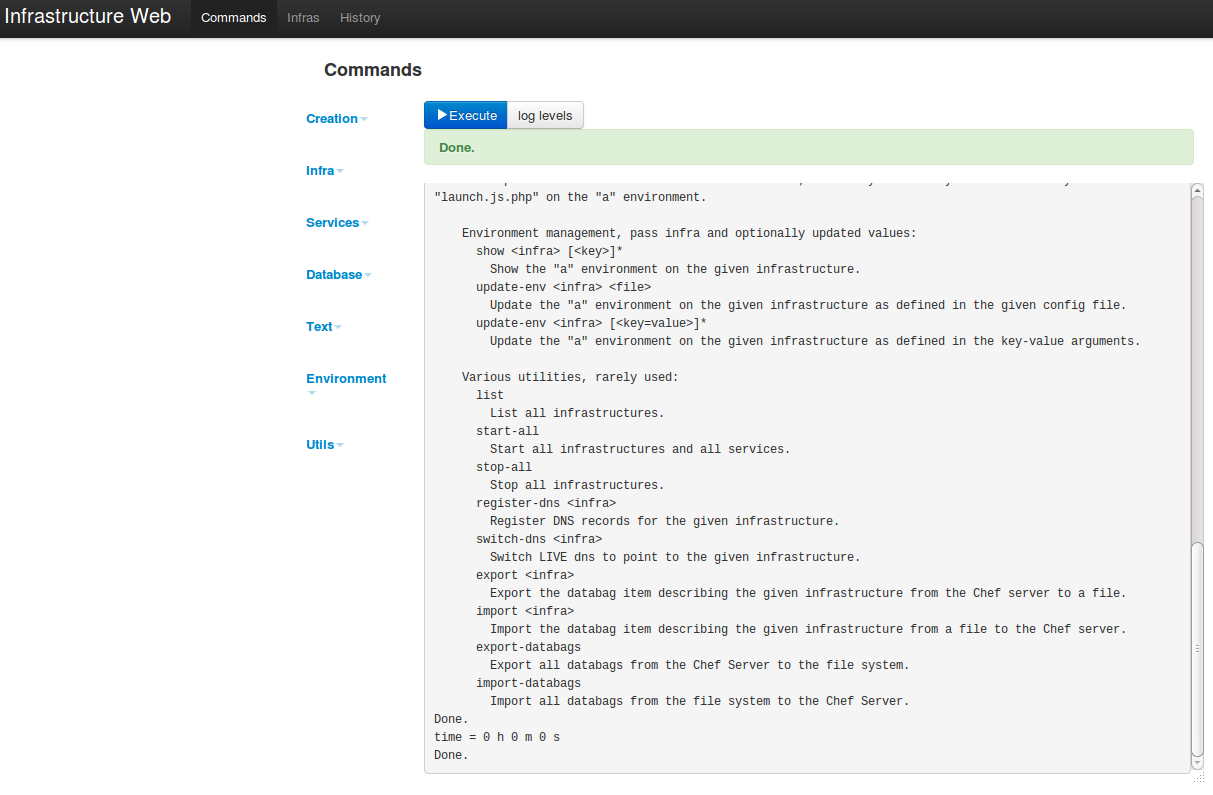 Infrastructure Web Commands Infras History
Commands
Creation
Infra
Services
Database
Text
Environment
Utils
Execute log levels
Done.
"launch.js.php" on the "a" environment.
Environment management, pass infra and optionally updated values:
show <infra> [<key>]*
Show the "a" environment on the given infrastructure.
update-env <infra> <file>
Update the "a" environment on the given infrastructure as defined in the given config file.
update-env <infra> [<key=value>]*
Update the "a" environment on the given infrastructure as defined in the key-value arguments.
Various utilities, rarely used:
list
List all infrastructures.
start-all
Start all infrastructures and all services.
stop-all
Stop all infrastructures.
register-dns <infra>
Register DNS records for the given infrastructure.
switch-dns <infra>
Switch LIVE dns to point to the given infrastructure.
export <infra>
Export the databag item describing the given infrastructure from the Chef server to a file.
import <infra>
Import the databag item describing the given infrastructure from a file to the Chef server.
export-databags
Export all databags from the Chef Server to the file system.
import-databags
Import all databags from the file system to the Chef Server.
Done.
time = 0 h 0 m 0 s
Done.